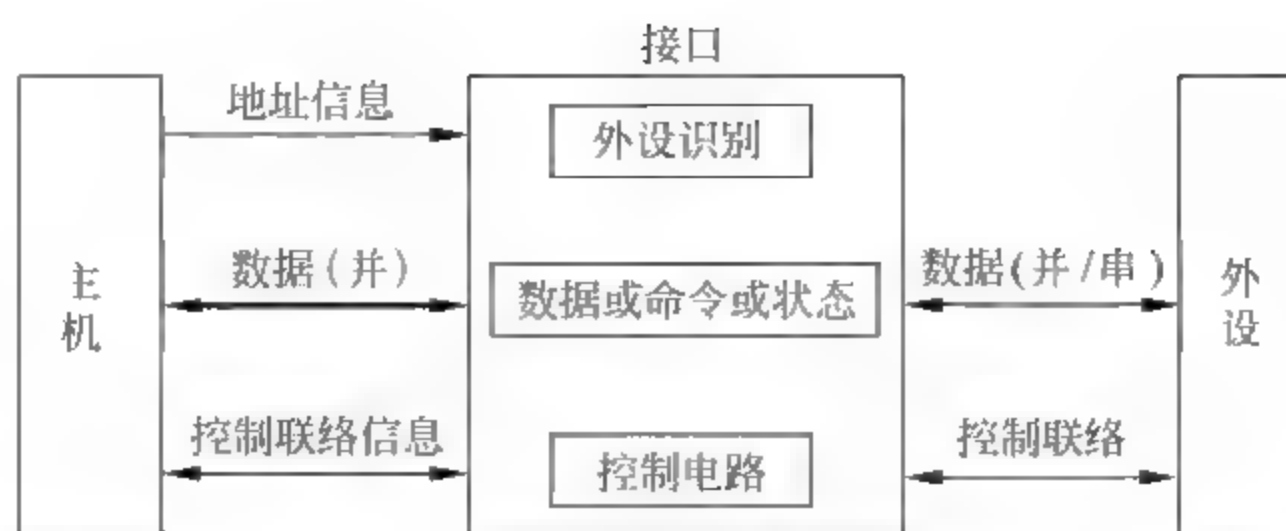 接口
地址信息
外设识别
主机
数据(并)
数据或命令或状态
数据(并/串)
外设
控制联络信息
控制电路
控制联络